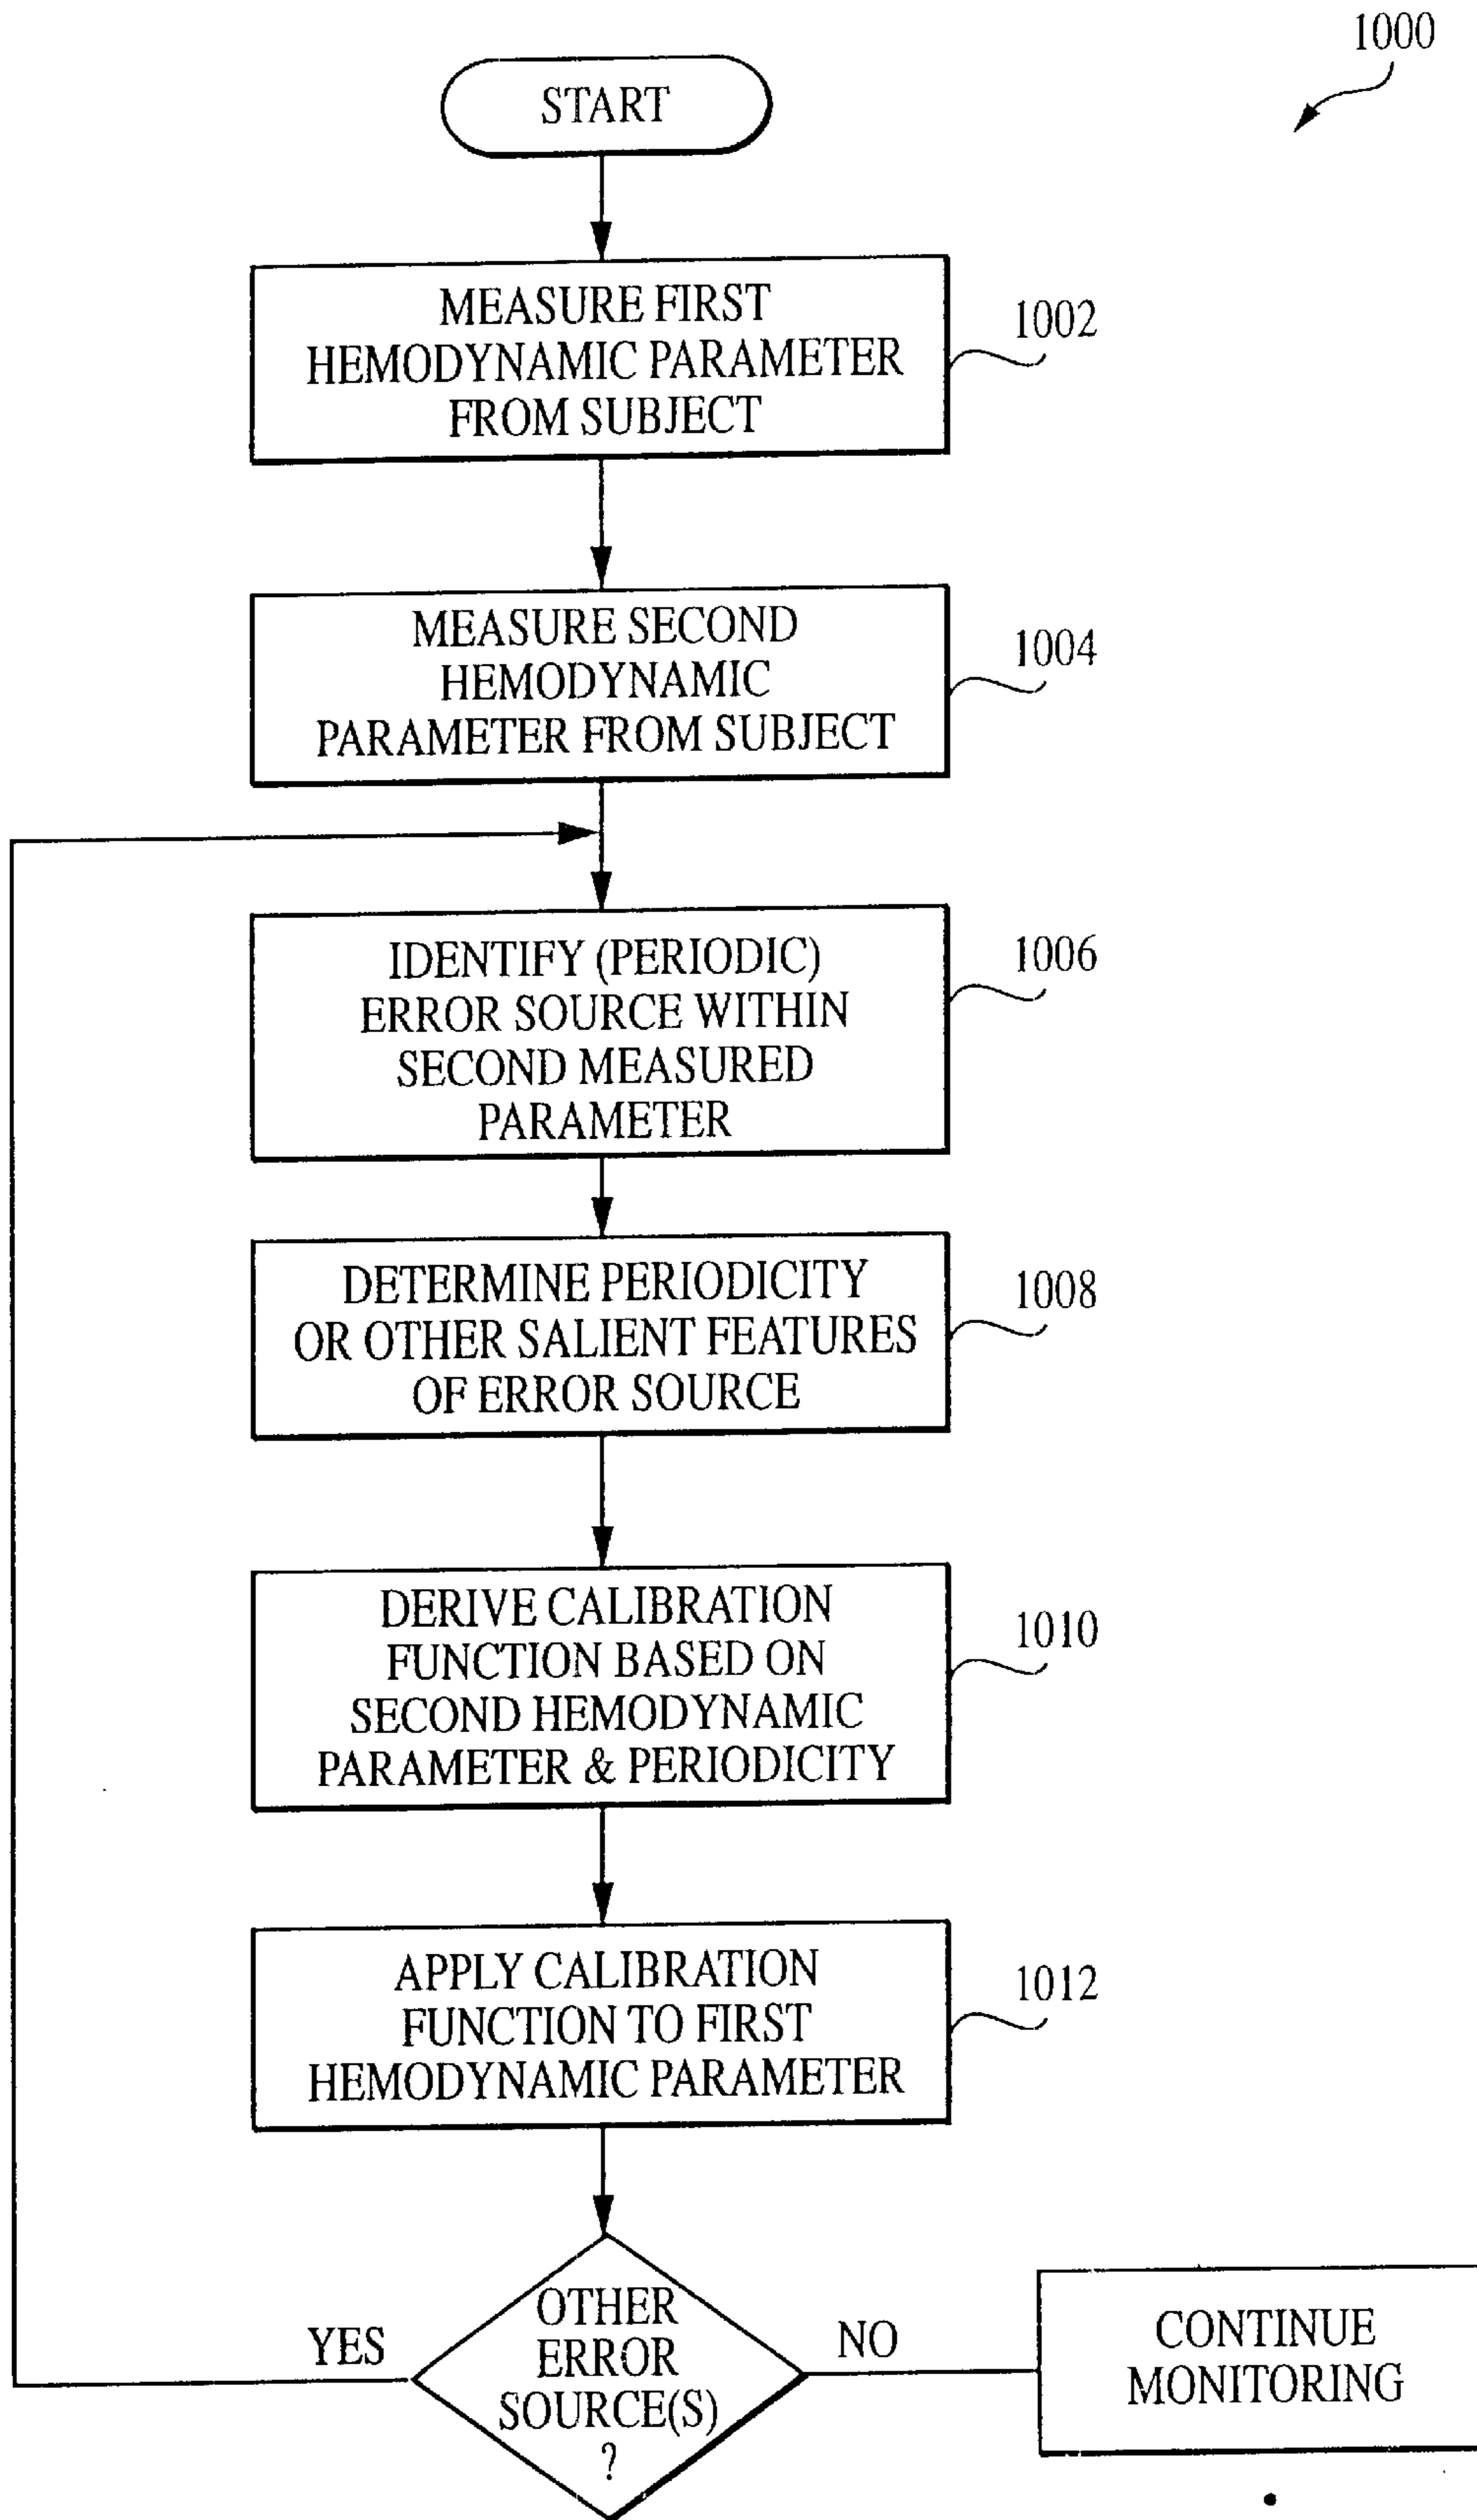 1000
START
MEASURE FIRST
HEMODYNAMIC PARAMETER
FROM SUBJECT
1002
MEASURE SECOND
HEMODYNAMIC
PARAMETER FROM SUBJECT
1004
IDENTIFY (PERIODIC)
ERROR SOURCE WITHIN
SECOND MEASURED
PARAMETER
1006
DETERMINE PERIODICITY
OR OTHER SALIENT FEATURES
OF ERROR SOURCE
1008
DERIVE CALIBRATION
FUNCTION BASED ON
SECOND HEMODYNAMIC
PARAMETER & PERIODICITY
1010
APPLY CALIBRATION
FUNCTION TO FIRST
HEMODYNAMIC PARAMETER
1012
OTHER
ERROR
SOURCE(S)
?
YES
NO
CONTINUE
MONITORING